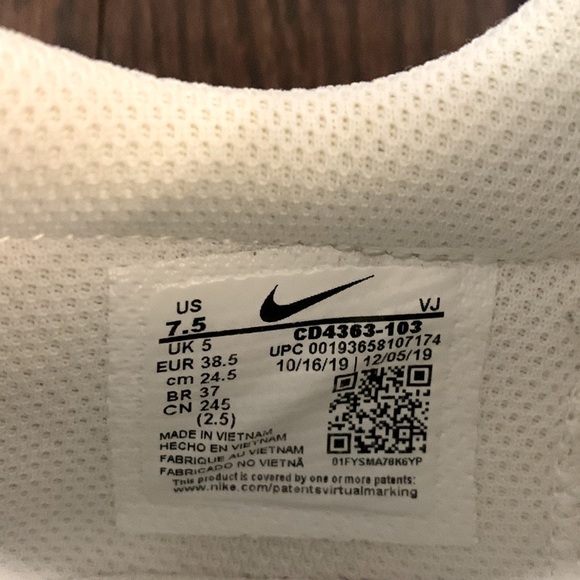 US VJ
7.5 CD4363-103
UK 5 UPC 00193658107174
EUR 38.5 10/16/19 | 12/05/19
cm 24.5
BR 37
CN 245
(2.5)
MADE IN VIETNAM
HECHO EN VIETNAM
FABRIQUE AU VIETNAM
FABRICADO NO VIETNÃ
01FYSMA78K6YP
This product is covered by one or more patents:
www.nike.com/patentsvirtualmarking